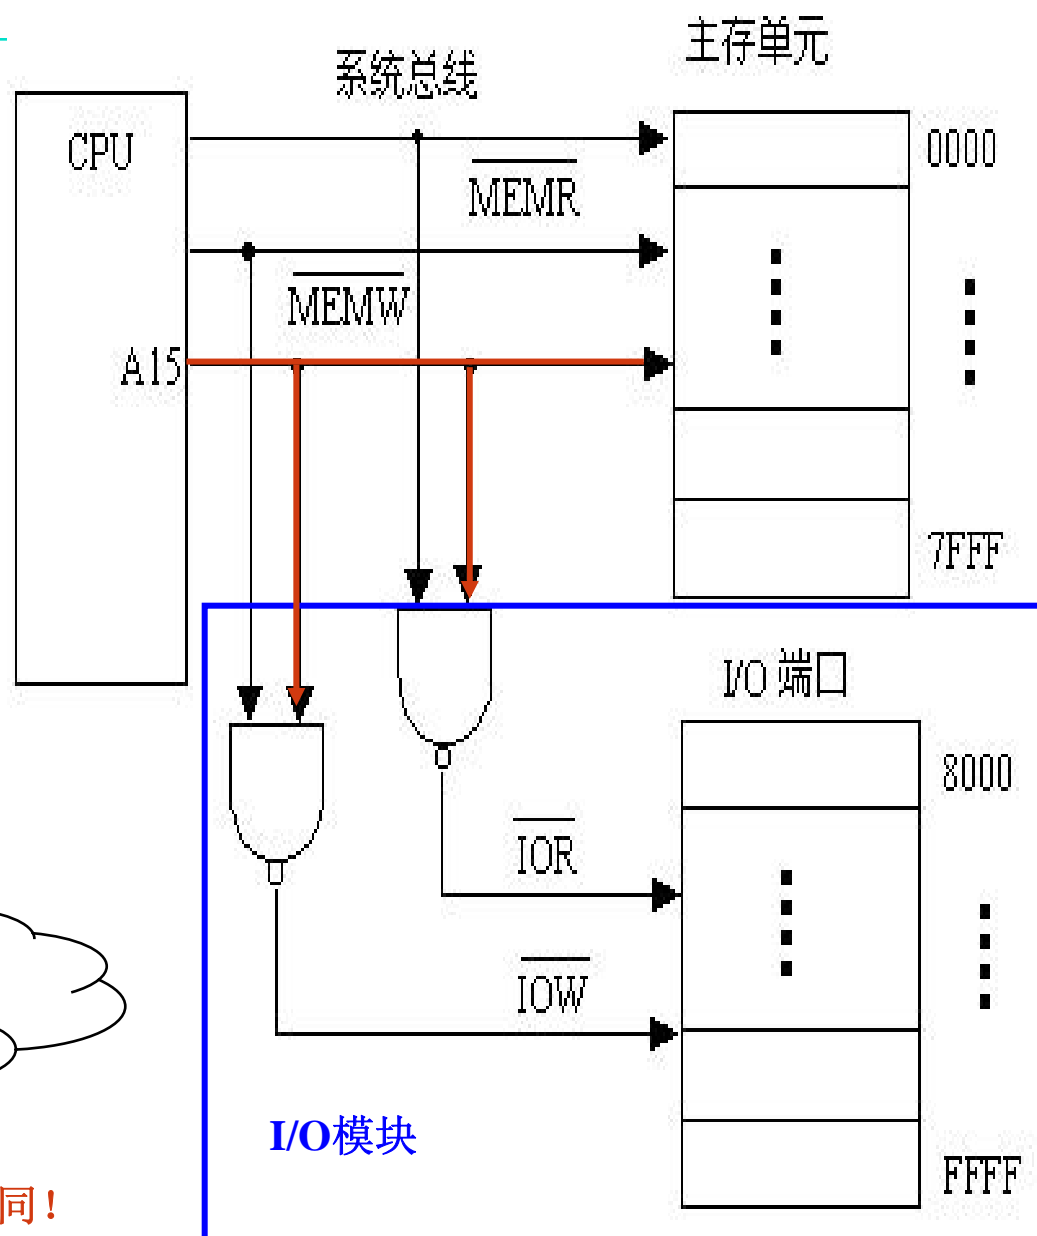 主存单元
系统总线
CPU
0000
MEMR
MEMW
A15
7FFF
I/O 端口
8000
IOR
IOW
I/O模块
FFFF
同！